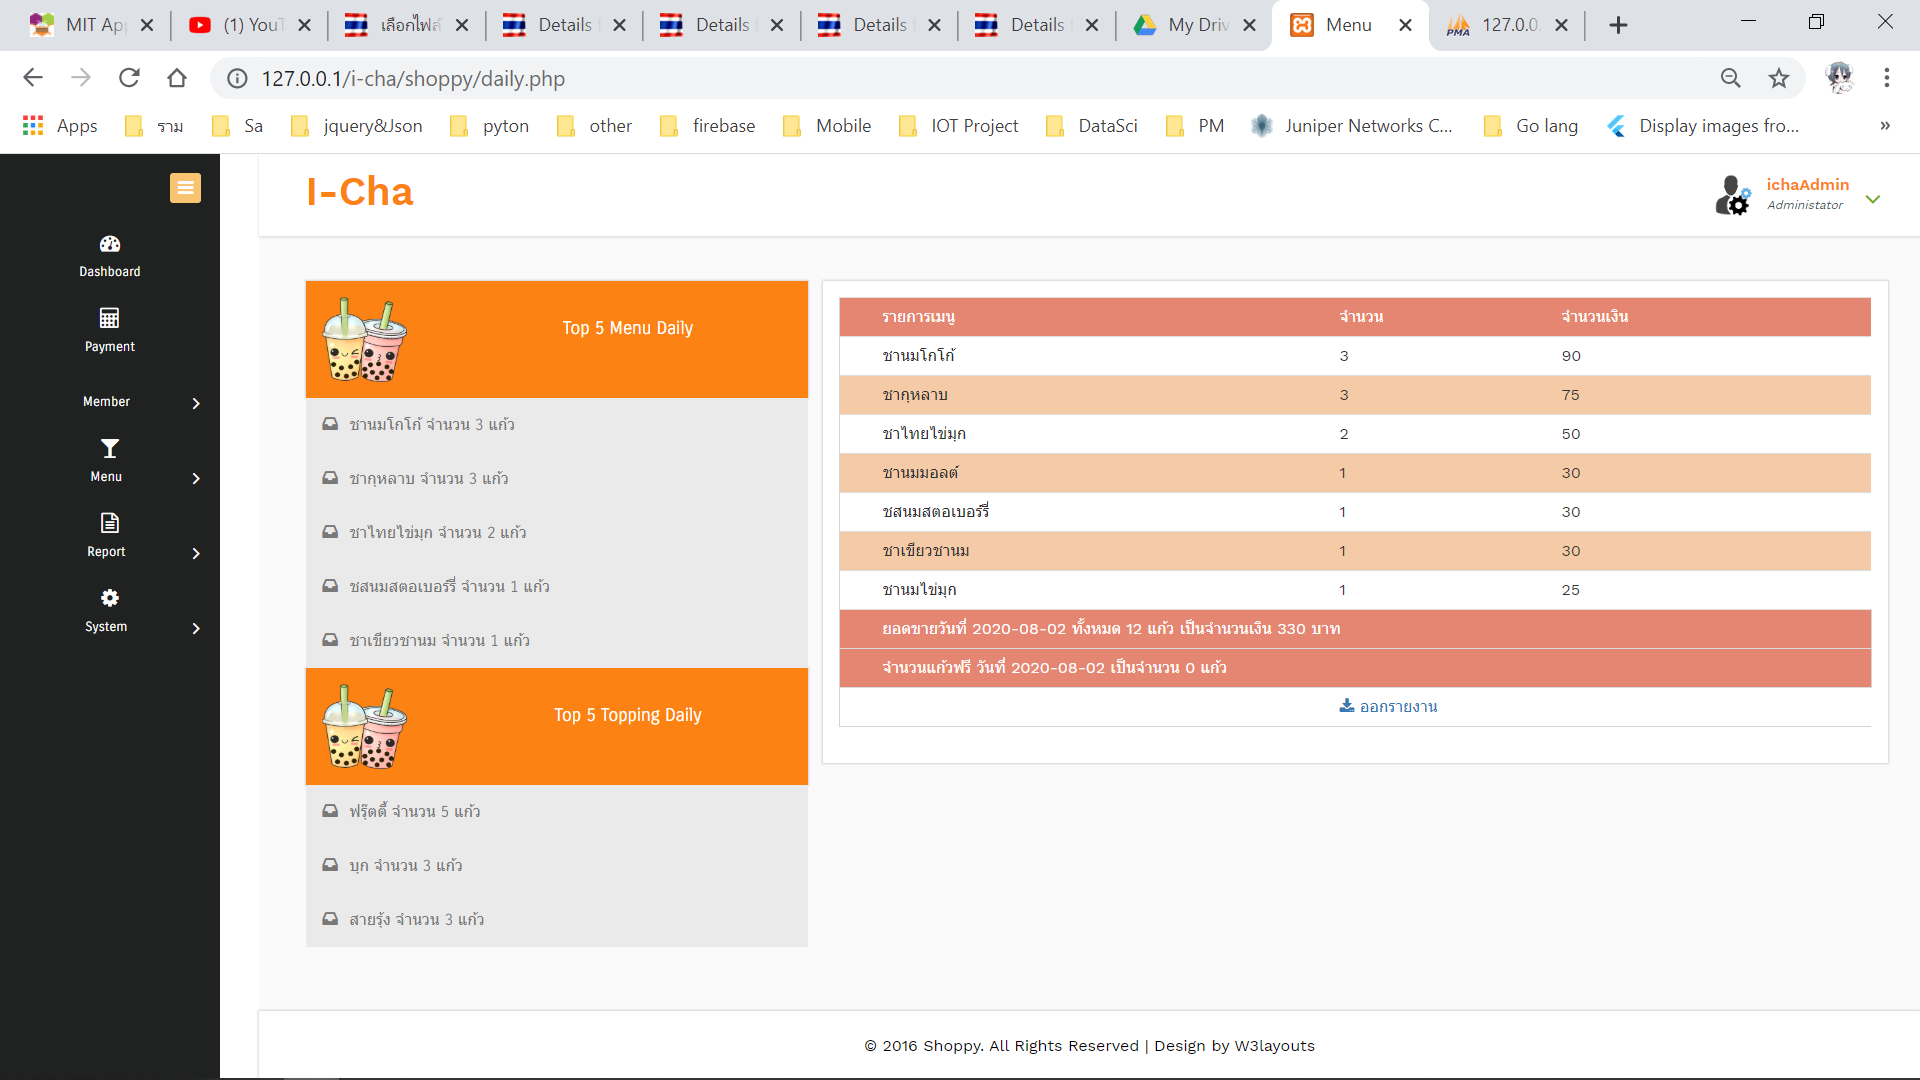 MIT Ap
(1) YouT
เลือกไฟล์
Details
Details
Details
Details
My Driv
Menu
127.0.0.
127.0.0.1/i-cha/shoppy/daily.php
Apps
ราม
Sa
jquery&Json
pyton
other
firebase
Mobile
IOT Project
DataSci
PM
Juniper Networks C...
Go lang
Display images fro...
»
I-Cha
ichaAdmin
Administator
Dashboard
Payment
Member
Menu
Report
System
Top 5 Menu Daily
ชานมโกโก้ จำนวน 3 แก้ว
ชากุหลาบ จำนวน 3 แก้ว
ชาไทยไข่มุก จำนวน 2 แก้ว
ชสนมสตอเบอร์รี่ จำนวน 1 แก้ว
ชาเขียวชานม จำนวน 1 แก้ว
Top 5 Topping Daily
ฟรุ๊ตตี้ จำนวน 5 แก้ว
บุก จำนวน 3 แก้ว
สายรุ้ง จำนวน 3 แก้ว
รายการเมนู จำนวน จำนวนเงิน
ชานมโกโก้ 3 90
ชากุหลาบ 3 75
ชาไทยไข่มุก 2 50
ชานมมอลต์ 1 30
ชสนมสตอเบอร์รี่ 1 30
ชาเขียวชานม 1 30
ชานมไข่มุก 1 25
ยอดขายวันที่ 2020-08-02 ทั้งหมด 12 แก้ว เป็นจำนวนเงิน 330 บาท
จำนวนแก้วฟรี วันที่ 2020-08-02 เป็นจำนวน 0 แก้ว
ออกรายงาน
© 2016 Shoppy. All Rights Reserved | Design by W3layouts